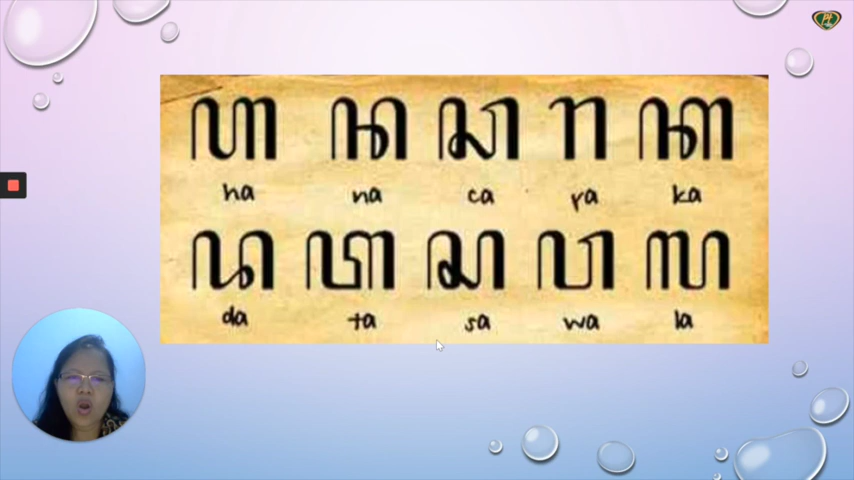 ꦲ ꦤ ꦕ ꦫ ꦏ
ha na ca ra ka
ꦢ ꦠ ꦱ ꦮ ꦭ
da ta sa wa la